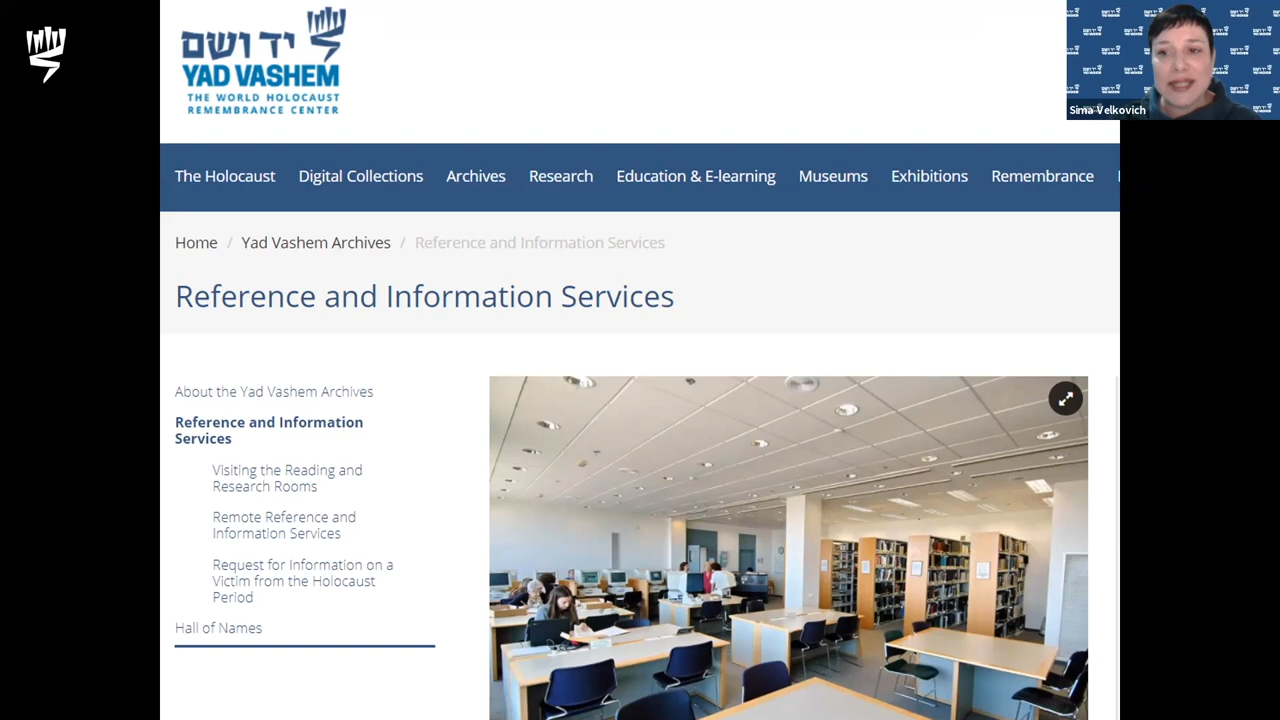 יד ושם
YAD VASHEM
THE WORLD HOLOCAUST
REMEMBRANCE CENTER
Sima Velkovich
The Holocaust Digital Collections Archives Research Education & E-learning Museums Exhibitions Remembrance
Home / Yad Vashem Archives / Reference and Information Services
Reference and Information Services
About the Yad Vashem Archives
Reference and Information
Services
Visiting the Reading and
Research Rooms
Remote Reference and
Information Services
Request for Information on a
Victim from the Holocaust
Period
Hall of Names